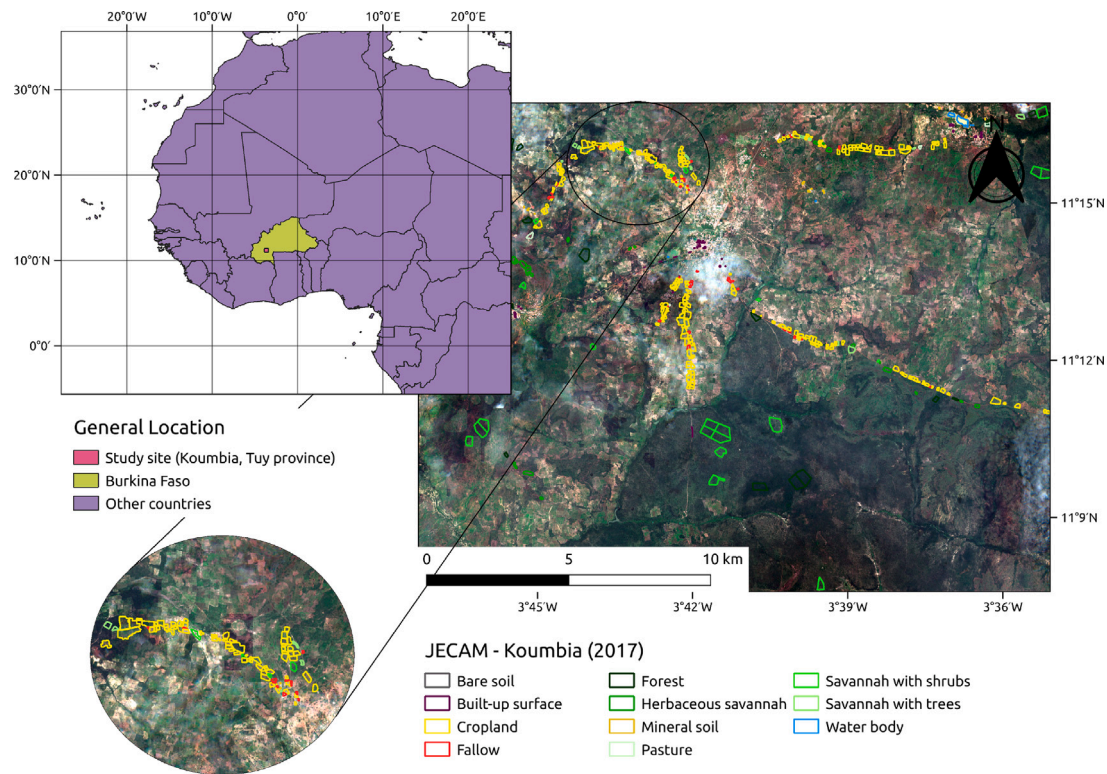 20°0'W 10°0'W 0°0' 10°0'E 20°0'E
30°0'N
20°0'N
10°0'N
0°0'
N
11°15'N
11°12'N
11°9'N
0 5 10 km
3°45'W 3°42'W 3°39'W 3°36'W
General Location
Study site (Koumbia, Tuy province)
Burkina Faso
Other countries
JECAM - Koumbia (2017)
Bare soil
Built-up surface
Cropland
Fallow
Forest
Herbaceous savannah
Mineral soil
Pasture
Savannah with shrubs
Savannah with trees
Water body